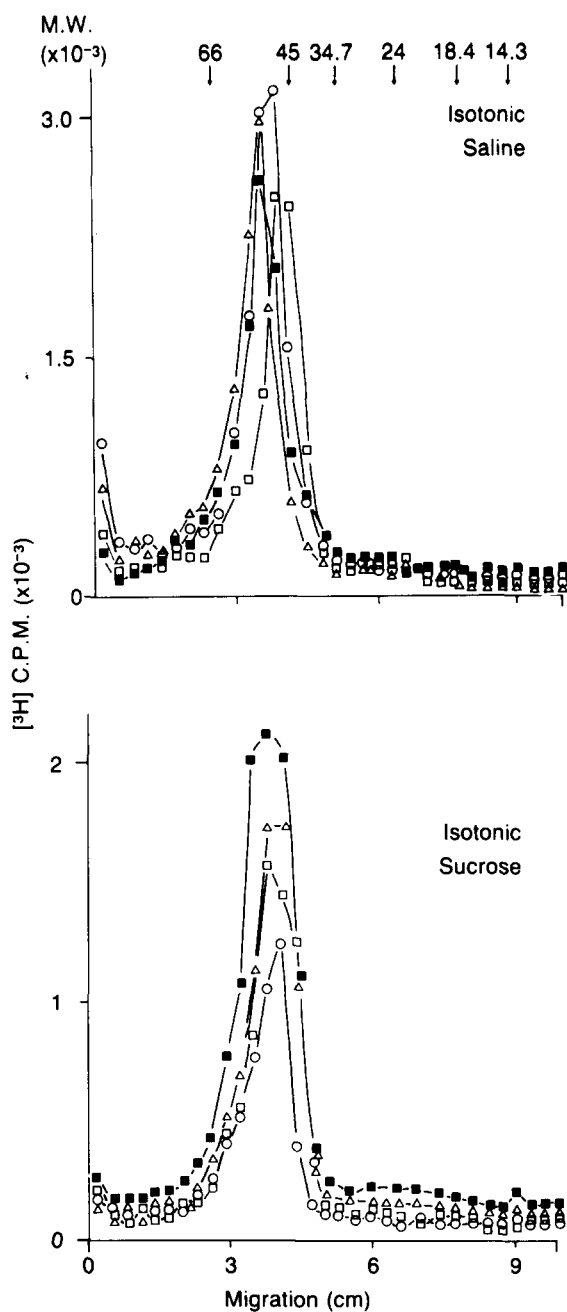 M.W.
(x10⁻³) 66 45 34.7 24 18.4 14.3
3.0
Isotonic
Saline
1.5
0
[³H] C.P.M. (x10⁻³)
2
Isotonic
Sucrose
1
0
0 3 6 9
Migration (cm)